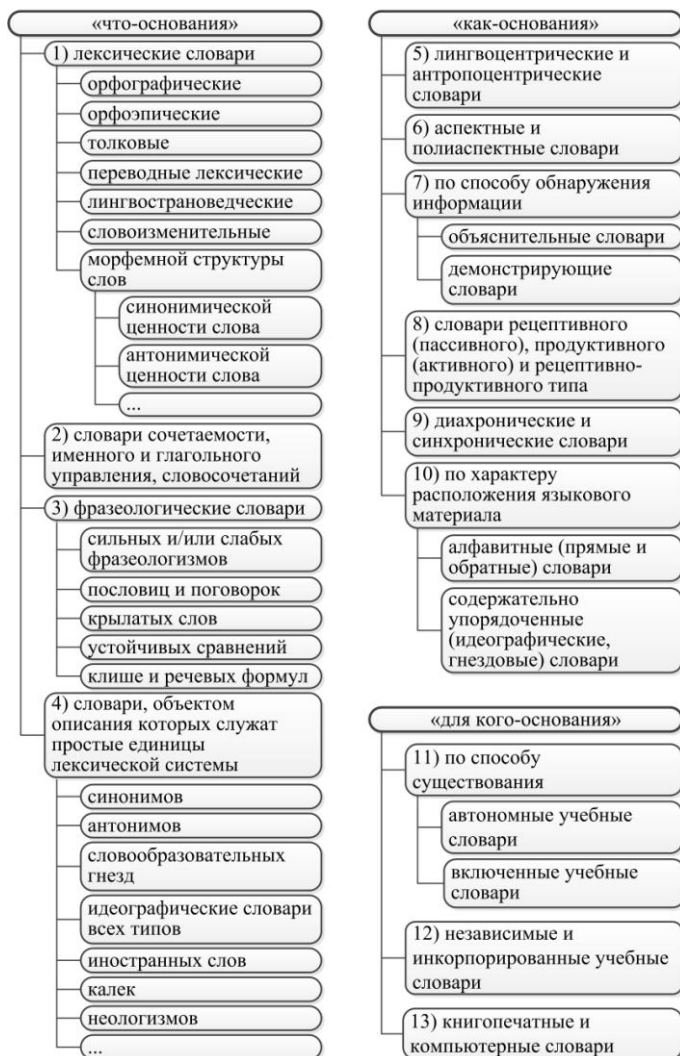 «что-основания»
1) лексические словари
орфографические
орфоэпические
толковые
переводные лексические
лингвострановедческие
словоизменительные
морфемной структуры
слов
синонимической
ценности слова
антонимической
ценности слова
...
2) словари сочетаемости,
именного и глагольного
управления, словосочетаний
3) фразеологические словари
сильных и/или слабых
фразеологизмов
пословиц и поговорок
крылатых слов
устойчивых сравнений
клише и речевых формул
4) словари, объектом
описания которых служат
простые единицы
лексической системы
синонимов
антонимов
словообразовательных
гнезд
идеографические словари
всех типов
иностранных слов
калек
неологизмов
...
«как-основания»
5) лингвоцентрические и
антропоцентрические
словари
6) аспектные и
полиаспектные словари
7) по способу обнаружения
информации
объяснительные словари
демонстрирующие
словари
8) словари рецептивного
(пассивного), продуктивного
(активного) и рецептивно-
продуктивного типа
9) диахронические и
синхронические словари
10) по характеру
расположения языкового
материала
алфавитные (прямые и
обратные) словари
содержательно
упорядоченные
(идеографические,
гнездовые) словари
«для кого-основания»
11) по способу
существования
автономные учебные
словари
включенные учебные
словари
12) независимые и
инкорпорированные учебные
словари
13) книгопечатные и
компьютерные словари